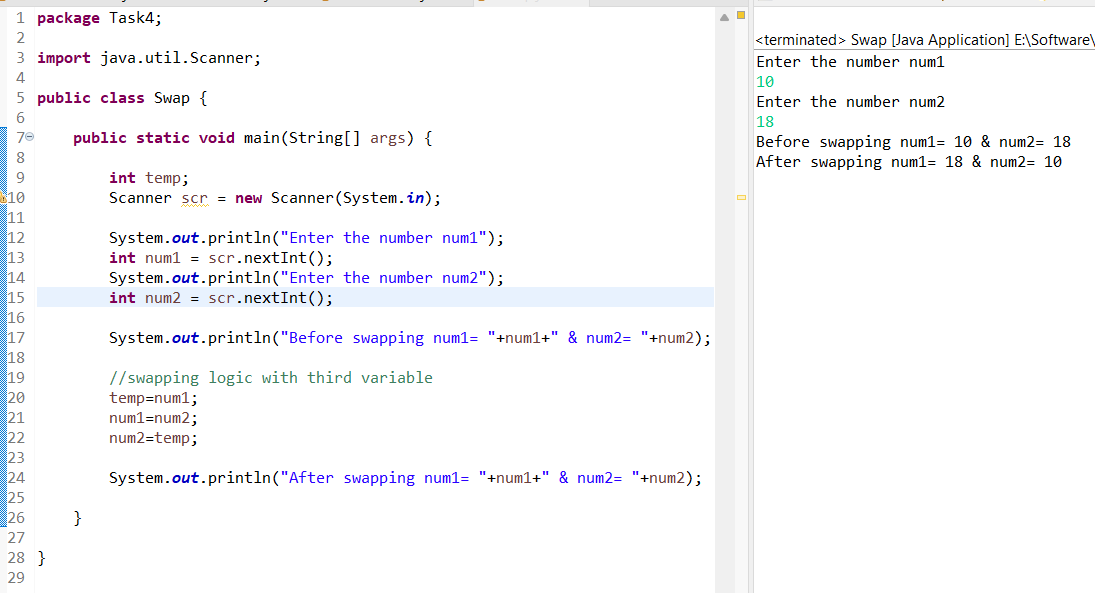 1 package Task4;
2
3 import java.util.Scanner;
4
5 public class Swap {
6
7 public static void main(String[] args) {
8
9 int temp;
10 Scanner scr = new Scanner(System.in);
11
12 System.out.println("Enter the number num1");
13 int num1 = scr.nextInt();
14 System.out.println("Enter the number num2");
15 int num2 = scr.nextInt();
16
17 System.out.println("Before swapping num1= "+num1+" & num2= "+num2);
18
19 //swapping logic with third variable
20 temp=num1;
21 num1=num2;
22 num2=temp;
23
24 System.out.println("After swapping num1= "+num1+" & num2= "+num2);
25
26 }
27
28 }
29
<terminated> Swap [Java Application] E:\Software\
Enter the number num1
10
Enter the number num2
18
Before swapping num1= 10 & num2= 18
After swapping num1= 18 & num2= 10